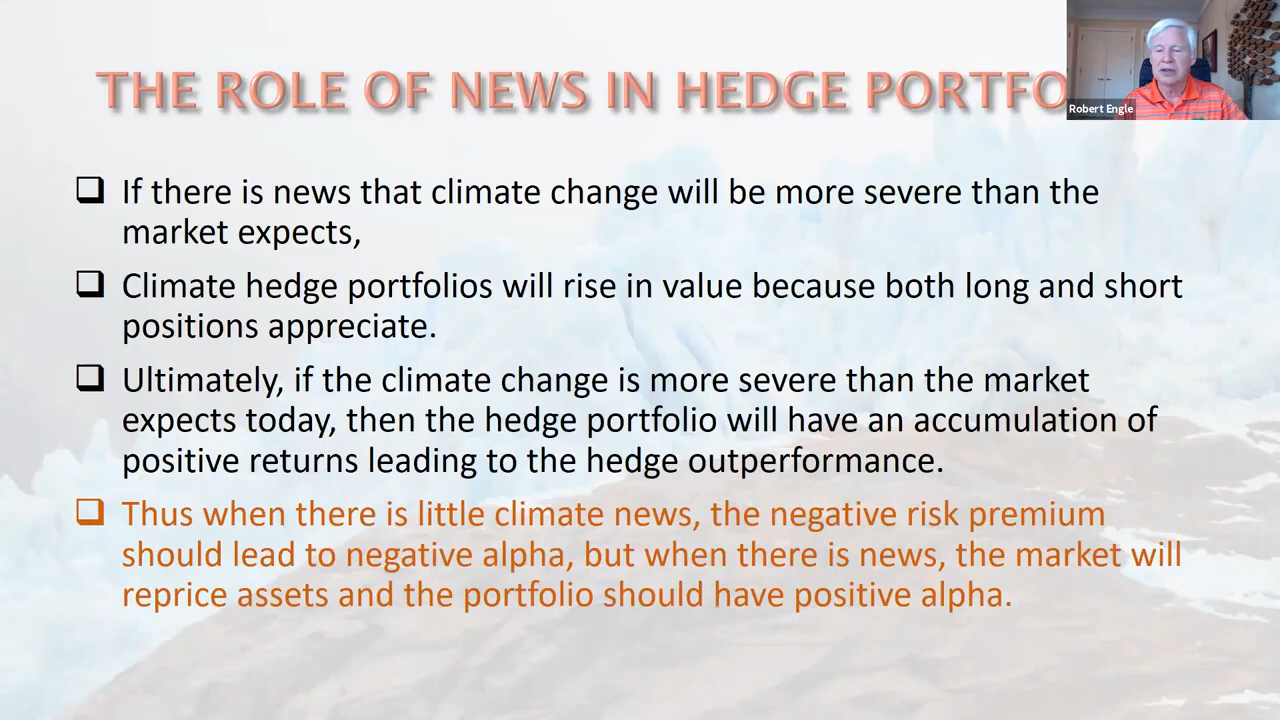 THE ROLE OF NEWS IN HEDGE PORTFO
Robert Engle
❑ If there is news that climate change will be more severe than the
market expects,
❑ Climate hedge portfolios will rise in value because both long and short
positions appreciate.
❑ Ultimately, if the climate change is more severe than the market
expects today, then the hedge portfolio will have an accumulation of
positive returns leading to the hedge outperformance.
❑ Thus when there is little climate news, the negative risk premium
should lead to negative alpha, but when there is news, the market will
reprice assets and the portfolio should have positive alpha.